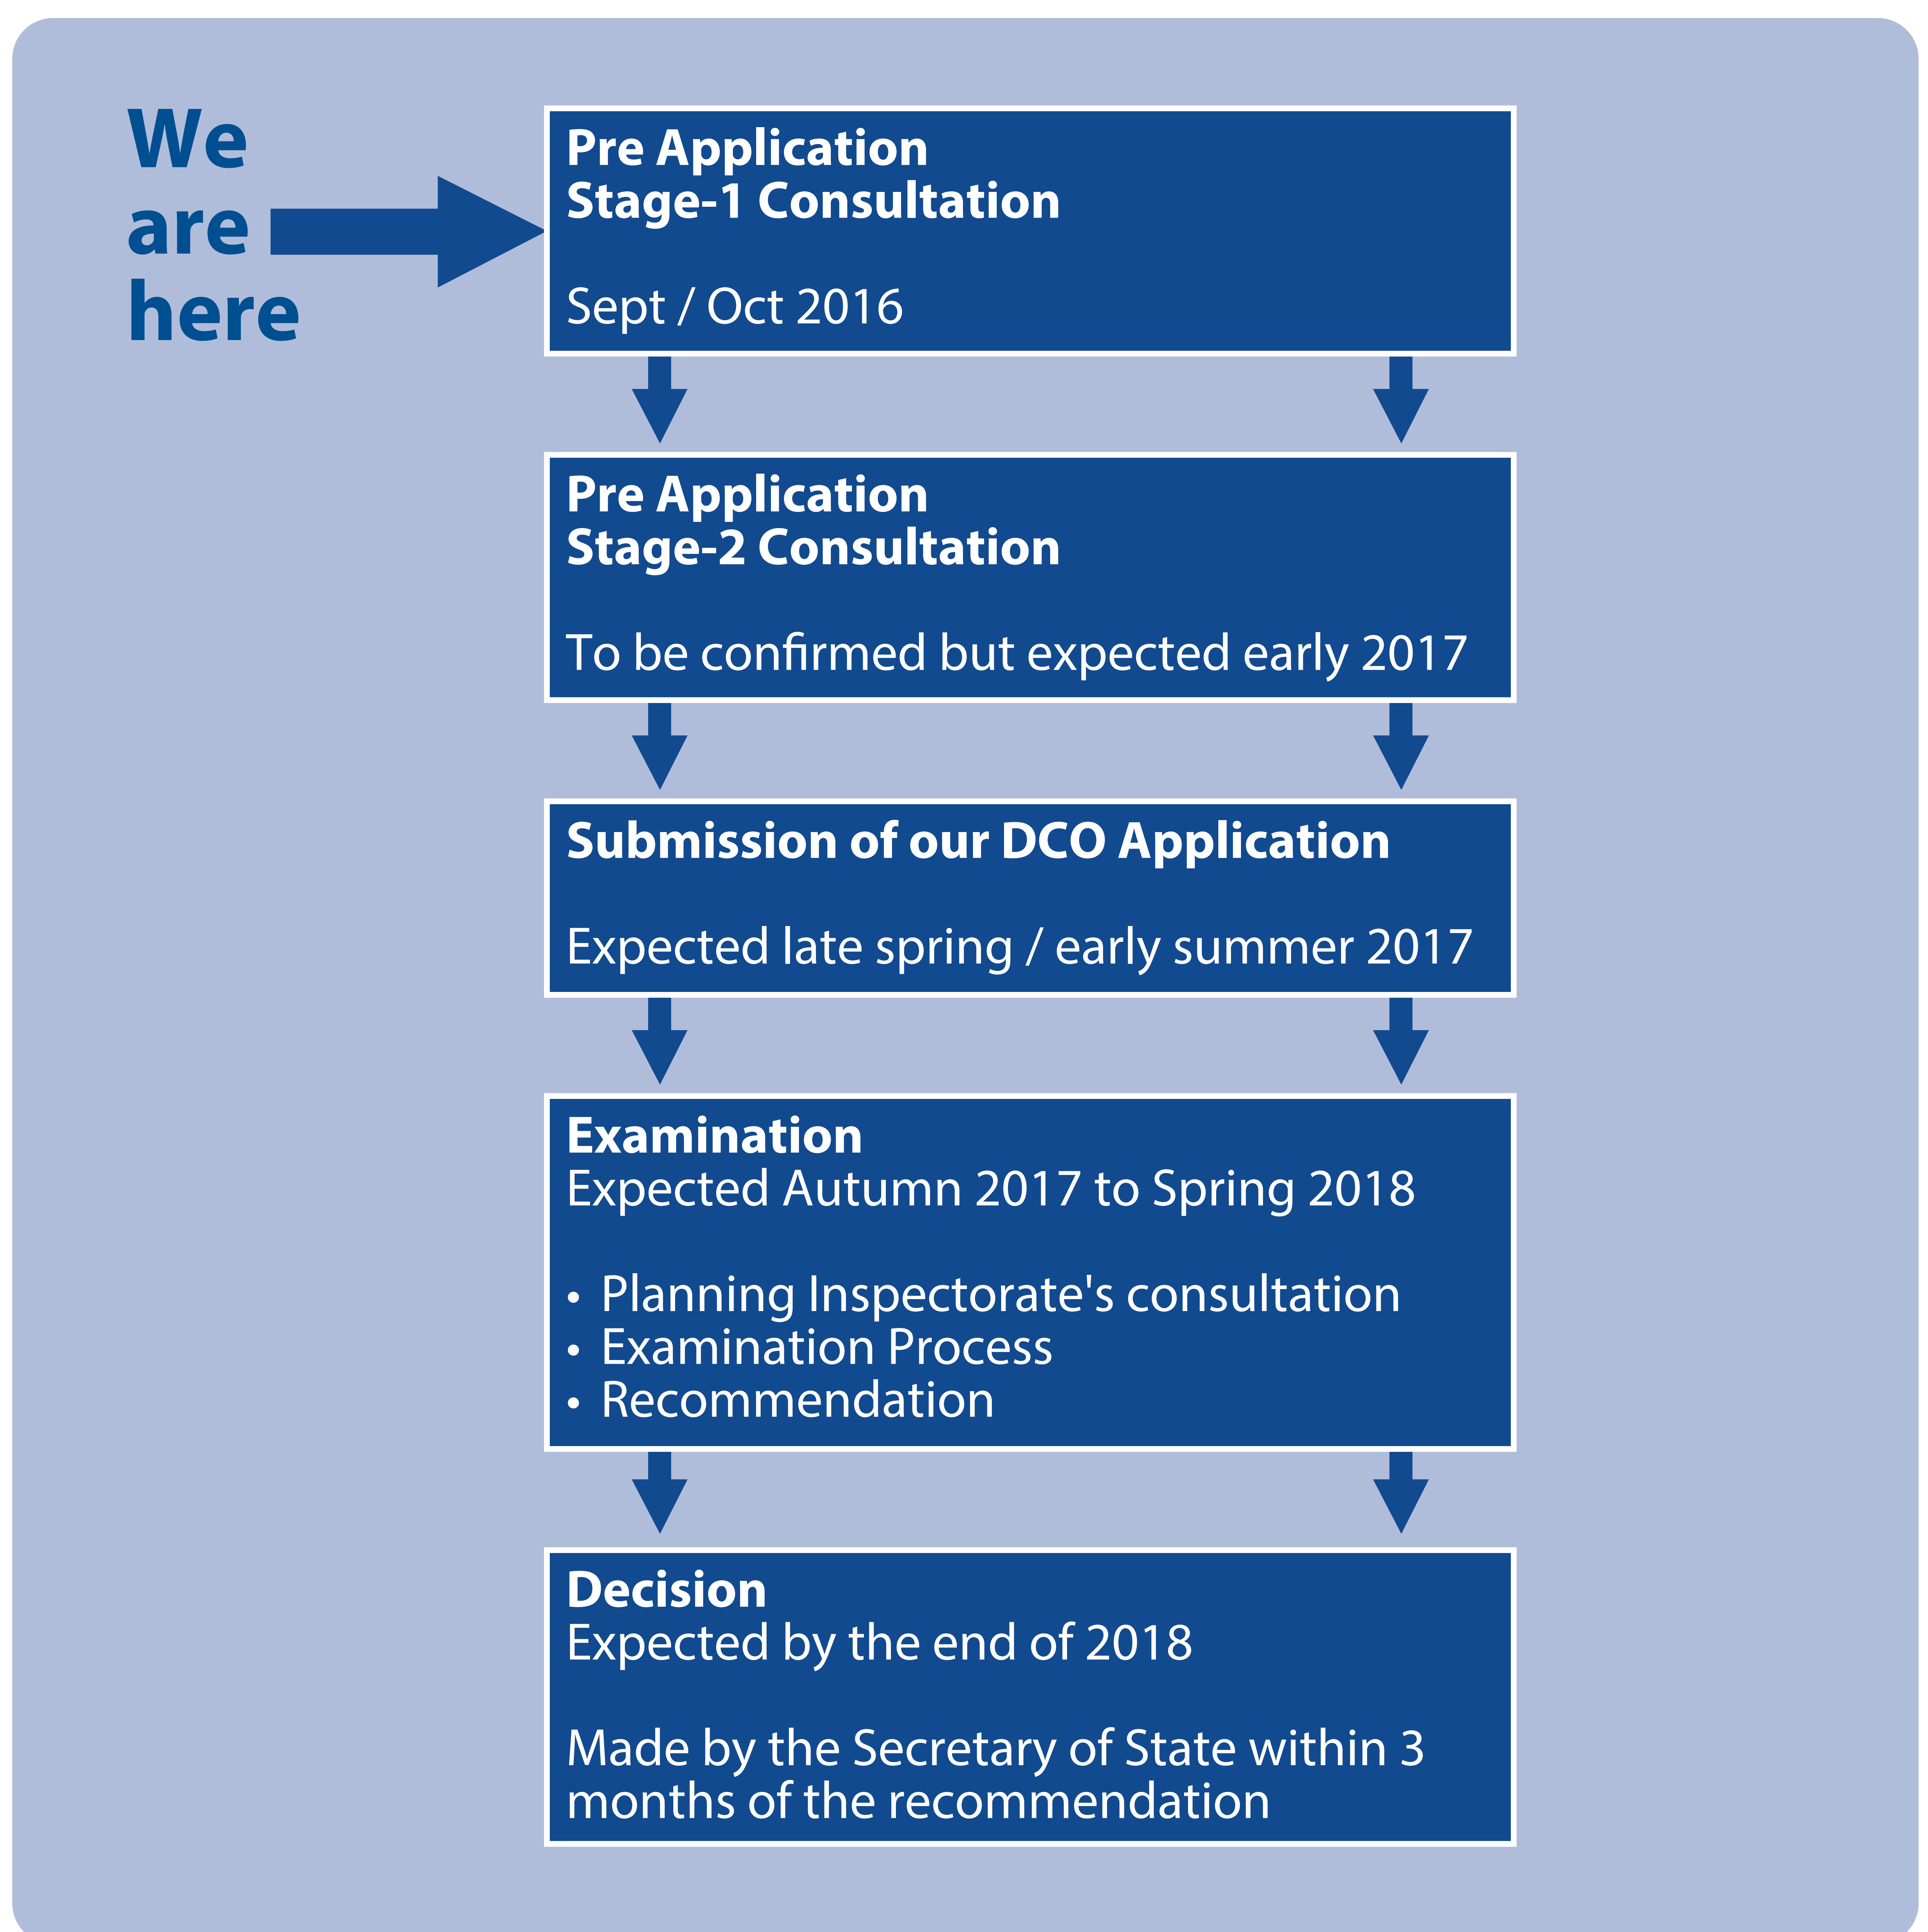 We
are
here
Pre Application
Stage-1 Consultation
Sept / Oct 2016
Pre Application
Stage-2 Consultation
To be confirmed but expected early 2017
Submission of our DCO Application
Expected late spring / early summer 2017
Examination
Expected Autumn 2017 to Spring 2018
• Planning Inspectorate's consultation
• Examination Process
• Recommendation
Decision
Expected by the end of 2018
Made by the Secretary of State within 3
months of the recommendation